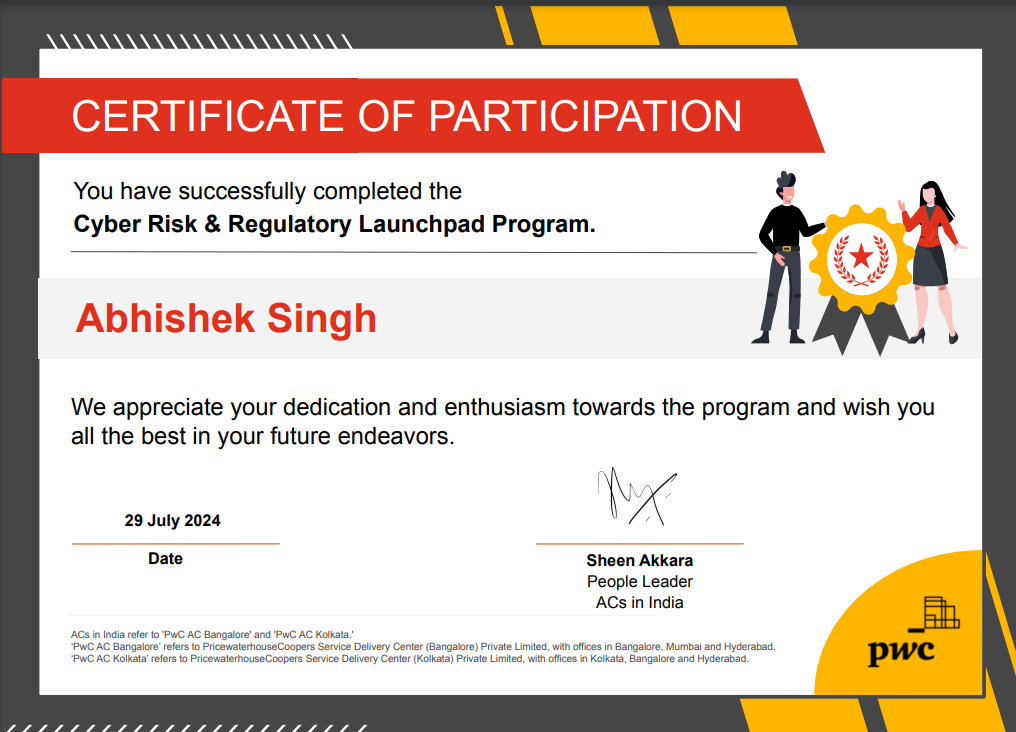 CERTIFICATE OF PARTICIPATION
You have successfully completed the
Cyber Risk & Regulatory Launchpad Program.
Abhishek Singh
We appreciate your dedication and enthusiasm towards the program and wish you
all the best in your future endeavors.
29 July 2024
Date
Sheen Akkara
People Leader
ACs in India
ACs in India refer to 'PwC AC Bangalore' and 'PwC AC Kolkata.'
'PwC AC Bangalore' refers to PricewaterhouseCoopers Service Delivery Center (Bangalore) Private Limited, with offices in Bangalore, Mumbai and Hyderabad.
'PwC AC Kolkata' refers to PricewaterhouseCoopers Service Delivery Center (Kolkata) Private Limited, with offices in Kolkata, Bangalore and Hyderabad.
pwc